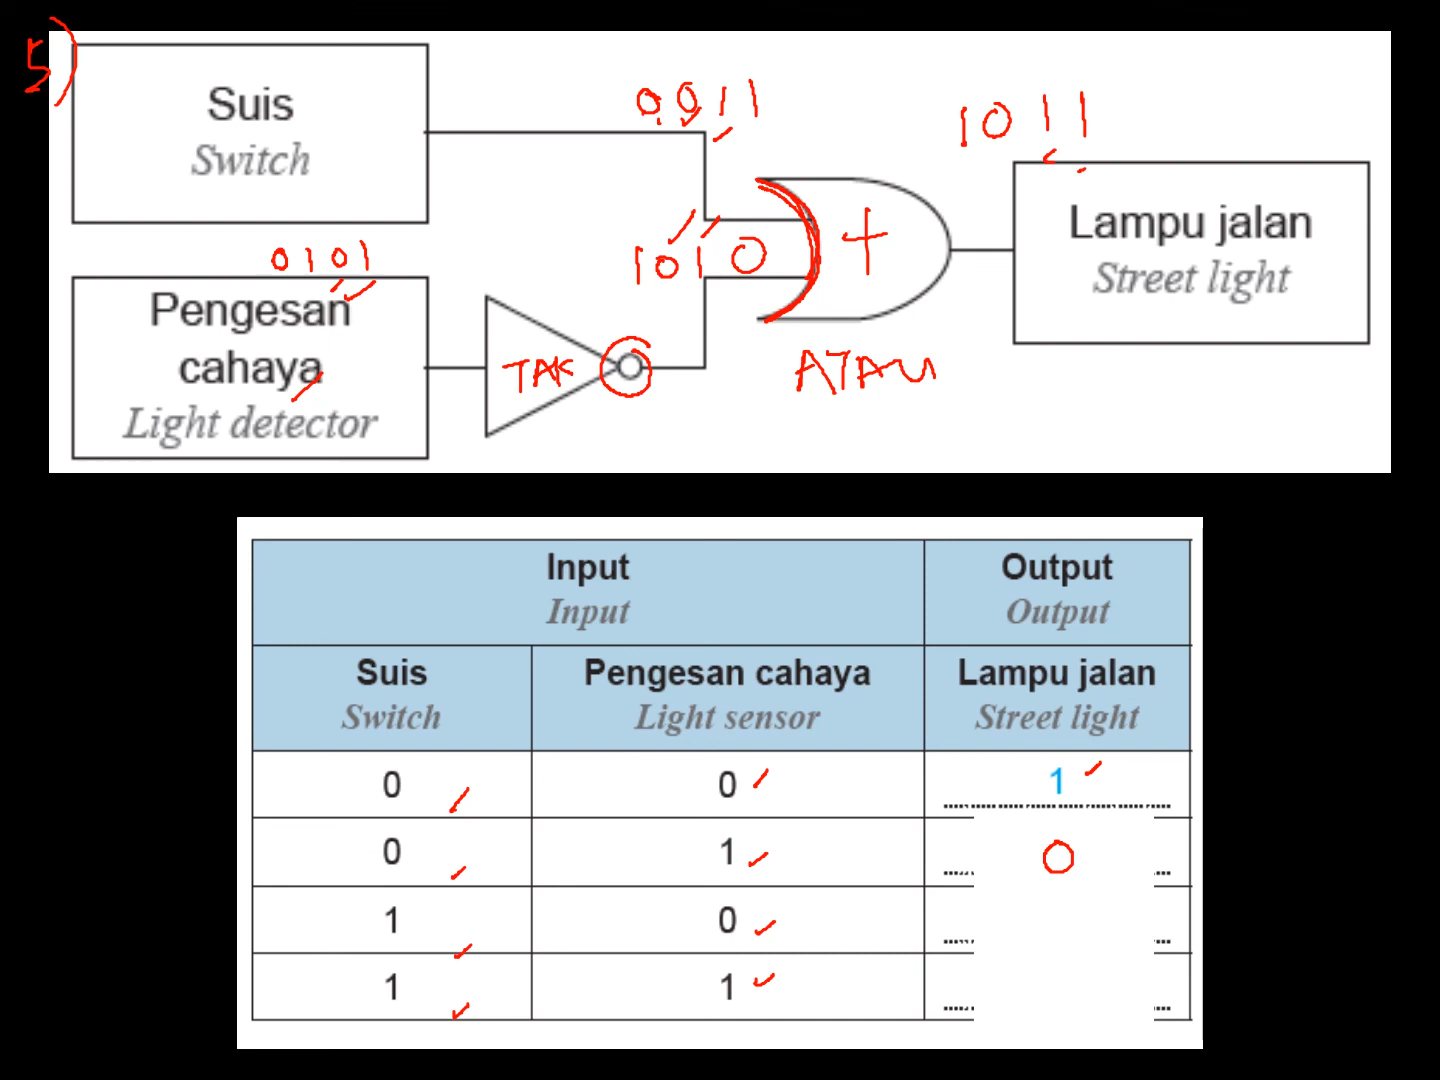 5)
Suis
Switch
0 0 1 1
1 0 1 1
Lampu jalan
Street light
0 1 0 1
1 0 1 0
+
Pengesan
cahaya
Light detector
TAK
ATAU
Input Output
Input Output
Suis Pengesan cahaya Lampu jalan
Switch Light sensor Street light
0 0 1
0 1 0
1 0
1 1